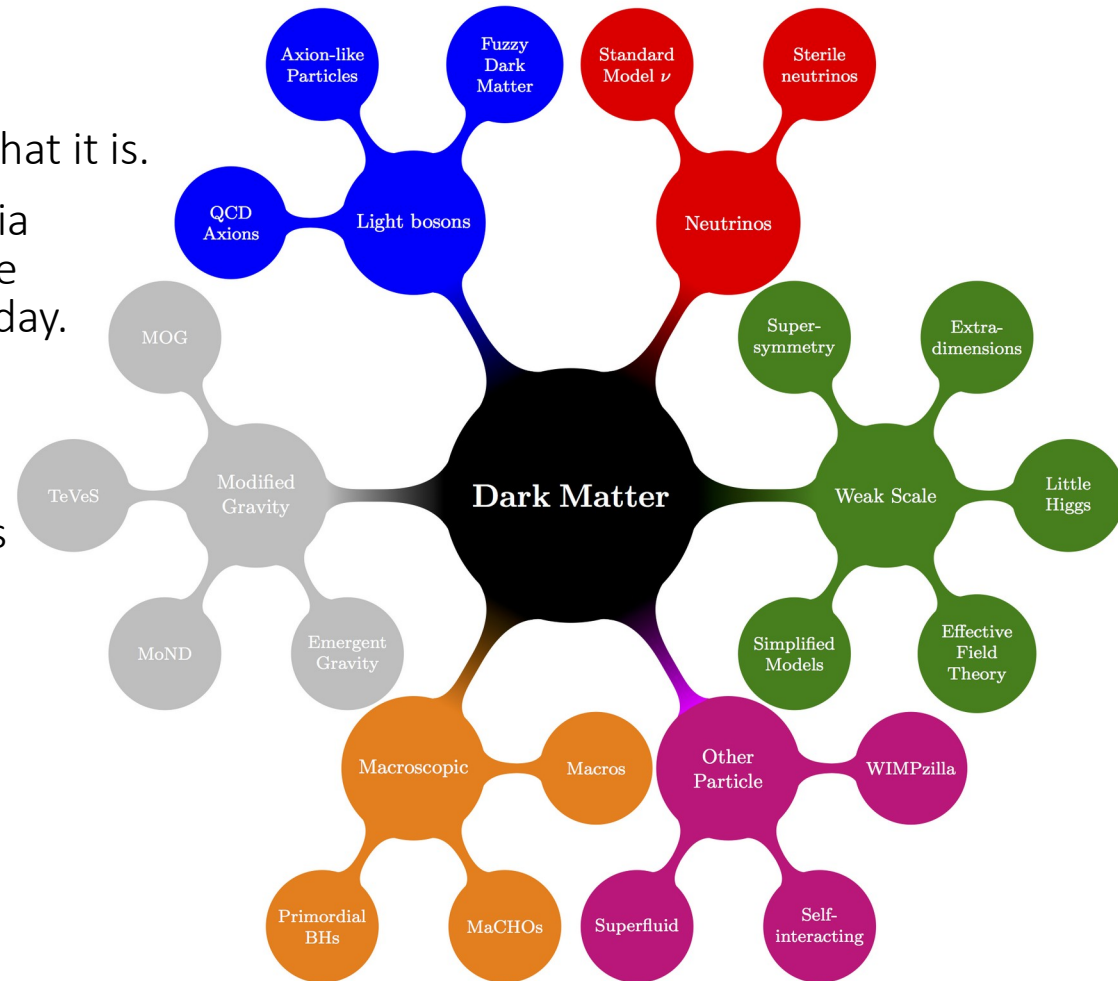 hat it is.
ia
e
day.
s
Axion-like
Particles
Fuzzy
Dark
Matter
QCD
Axions
Light bosons
Standard
Model ν
Sterile
neutrinos
Neutrinos
MOG
TeVeS
Modified
Gravity
MoND
Emergent
Gravity
Dark Matter
Super-
symmetry
Extra-
dimensions
Weak Scale
Little
Higgs
Simplified
Models
Effective
Field
Theory
Macroscopic
Macros
Primordial
BHs
MaCHOs
Other
Particle
WIMPzilla
Superfluid
Self-
interacting